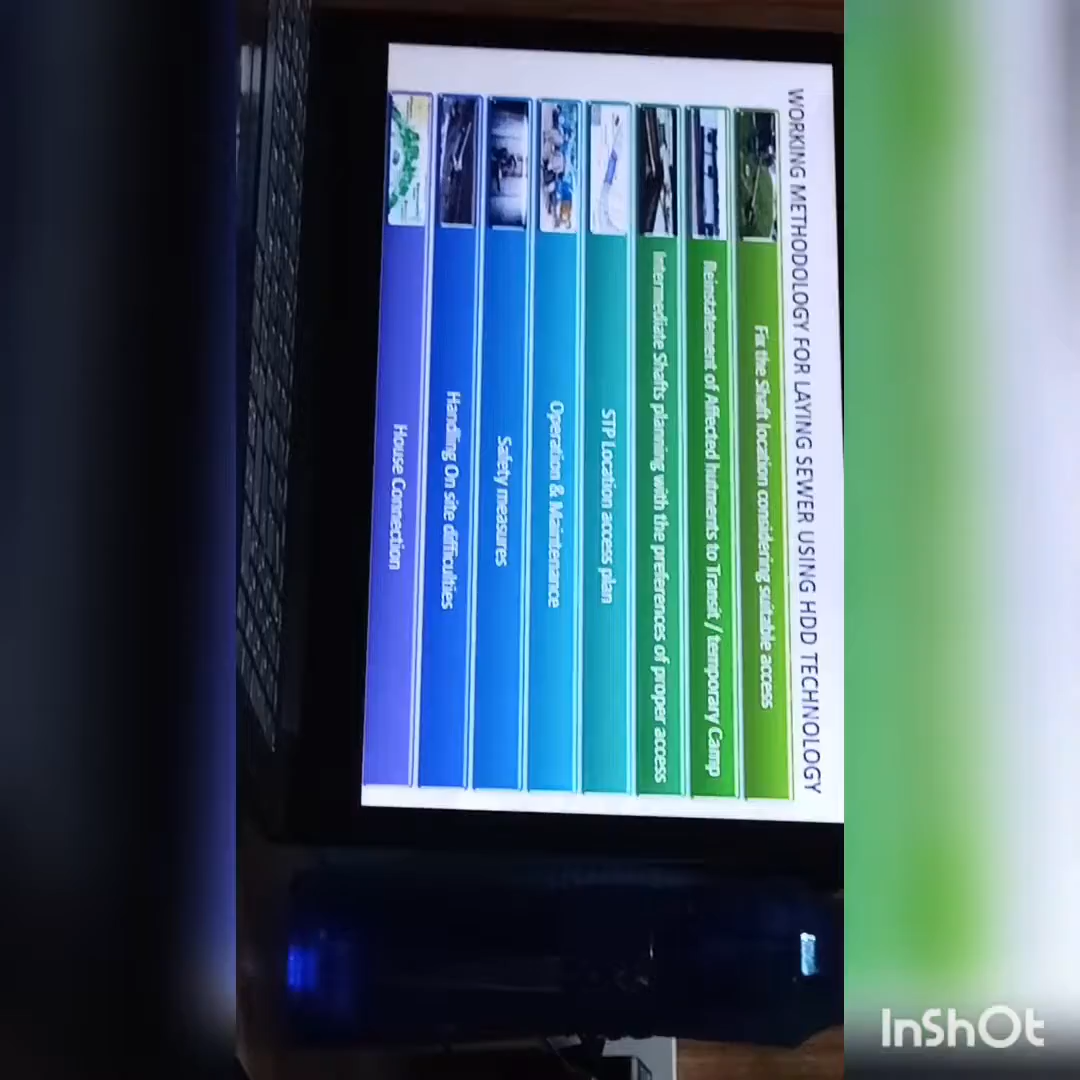 WORKING METHODOLOGY FOR LAYING SEWER USING HDD TECHNOLOGY
Fix the Shaft location considering suitable access
Reinstatement of Affected hutments to Transit / temporary Camp
Intermediate Shafts planning with the preferences of proper access
STP Location access plan
Operation & Maintenance
Safety measures
Handling On site difficulties
House Connection
InShOt